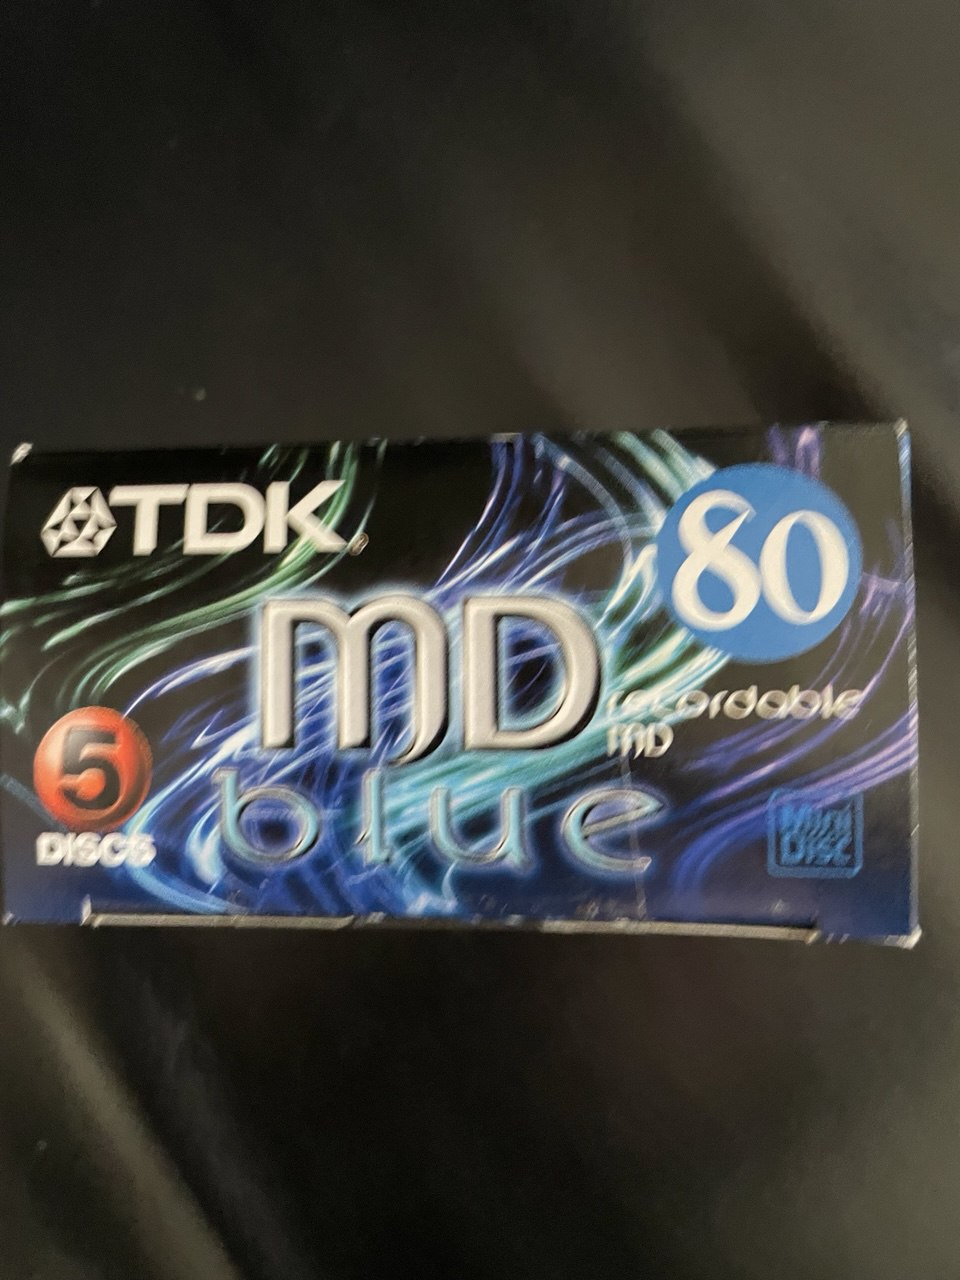 TDK
80
MD
recordable
MD
5
DISCS
blue
Mini
Disc